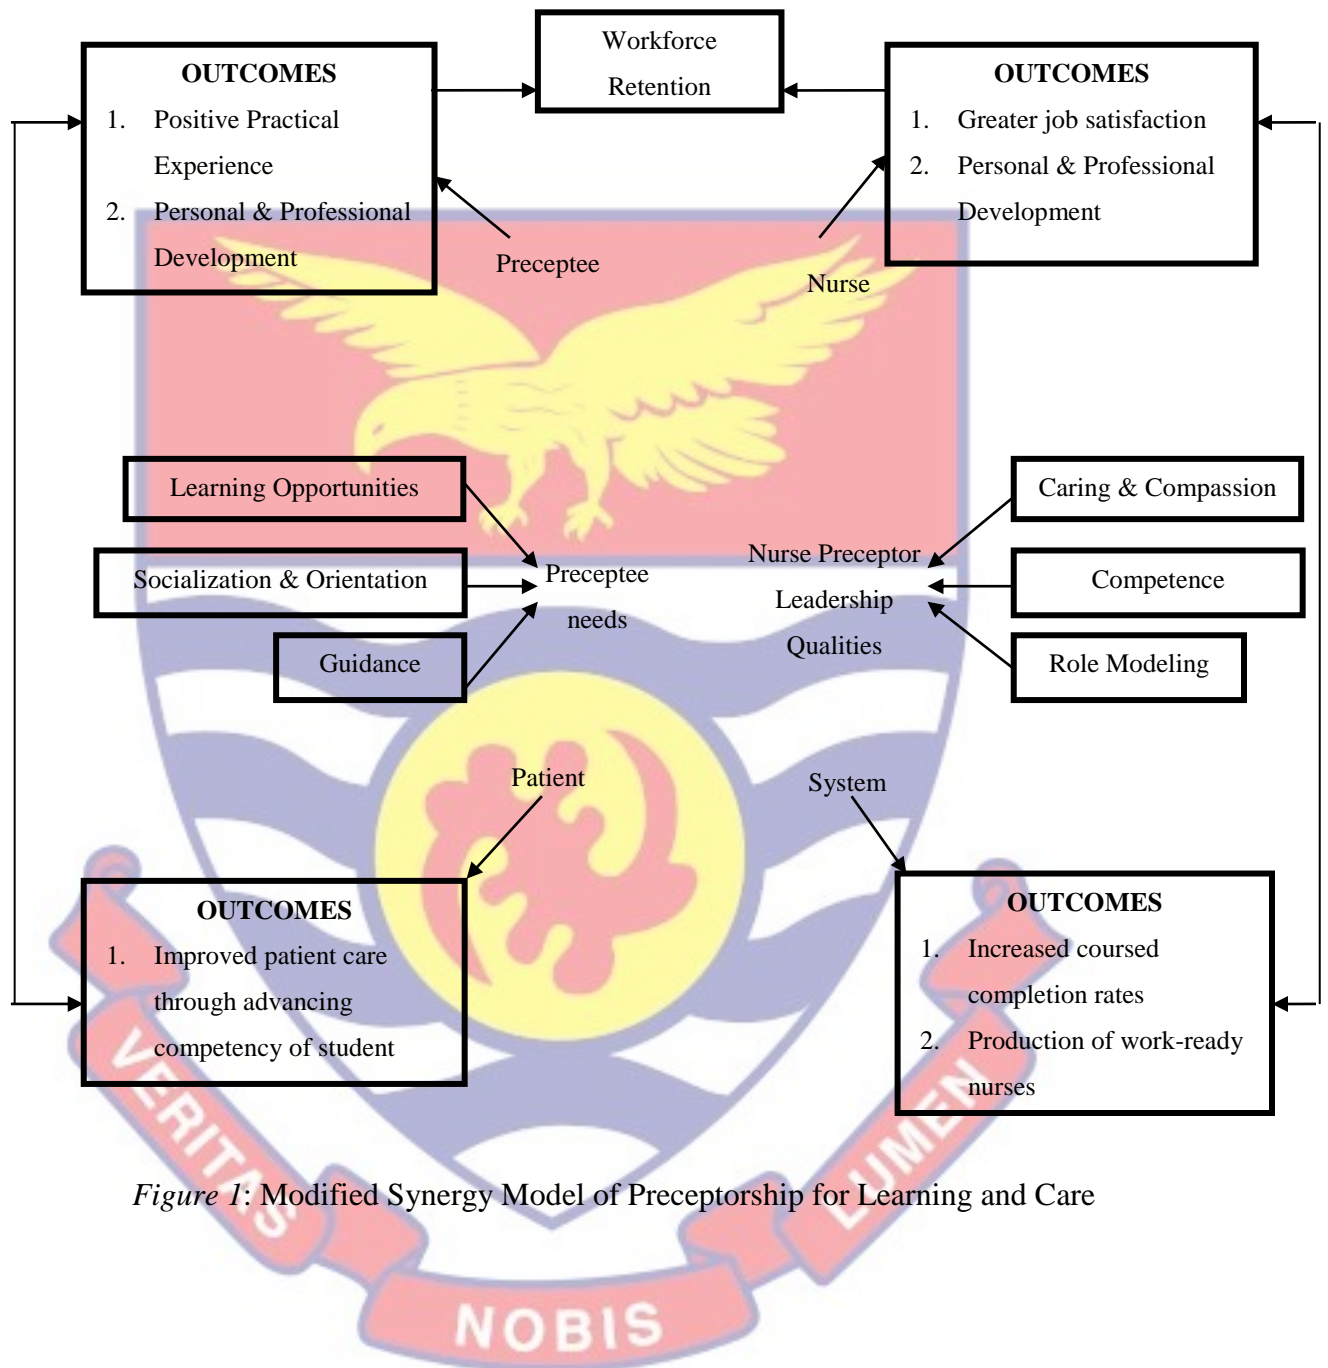 Workforce
Retention
OUTCOMES
1. Positive Practical
Experience
2. Personal & Professional
Development
OUTCOMES
1. Greater job satisfaction
2. Personal & Professional
Development
Preceptee
Nurse
Learning Opportunities
Socialization & Orientation
Guidance
Preceptee
needs
Nurse Preceptor
Leadership
Qualities
Caring & Compassion
Competence
Role Modeling
Patient
System
OUTCOMES
1. Improved patient care
through advancing
competency of student
OUTCOMES
1. Increased coursed
completion rates
2. Production of work-ready
nurses
Figure 1: Modified Synergy Model of Preceptorship for Learning and Care
VERITAS
NOBIS
LUMEN